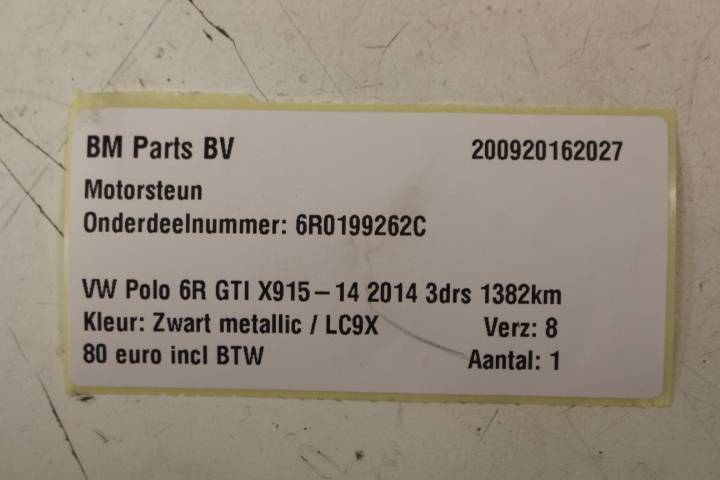 BM Parts BV 200920162027
Motorsteun
Onderdeelnummer: 6R0199262C
VW Polo 6R GTI X915-14 2014 3drs 1382km
Kleur: Zwart metallic / LC9X Verz: 8
80 euro incl BTW Aantal: 1